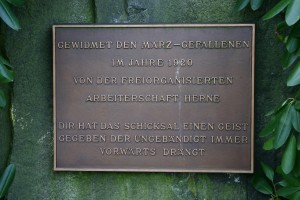 GEWIDMET DEN MÄRZ-GEFALLENEN
IM JAHRE 1920
VON DER FREIORGANISIERTEN
ARBEITERSCHAFT HERNE
DIR HAT DAS SCHICKSAL EINEN GEIST
GEGEBEN DER UNGEBÄNDIGT IMMER
VORWÄRTS DRÄNGT